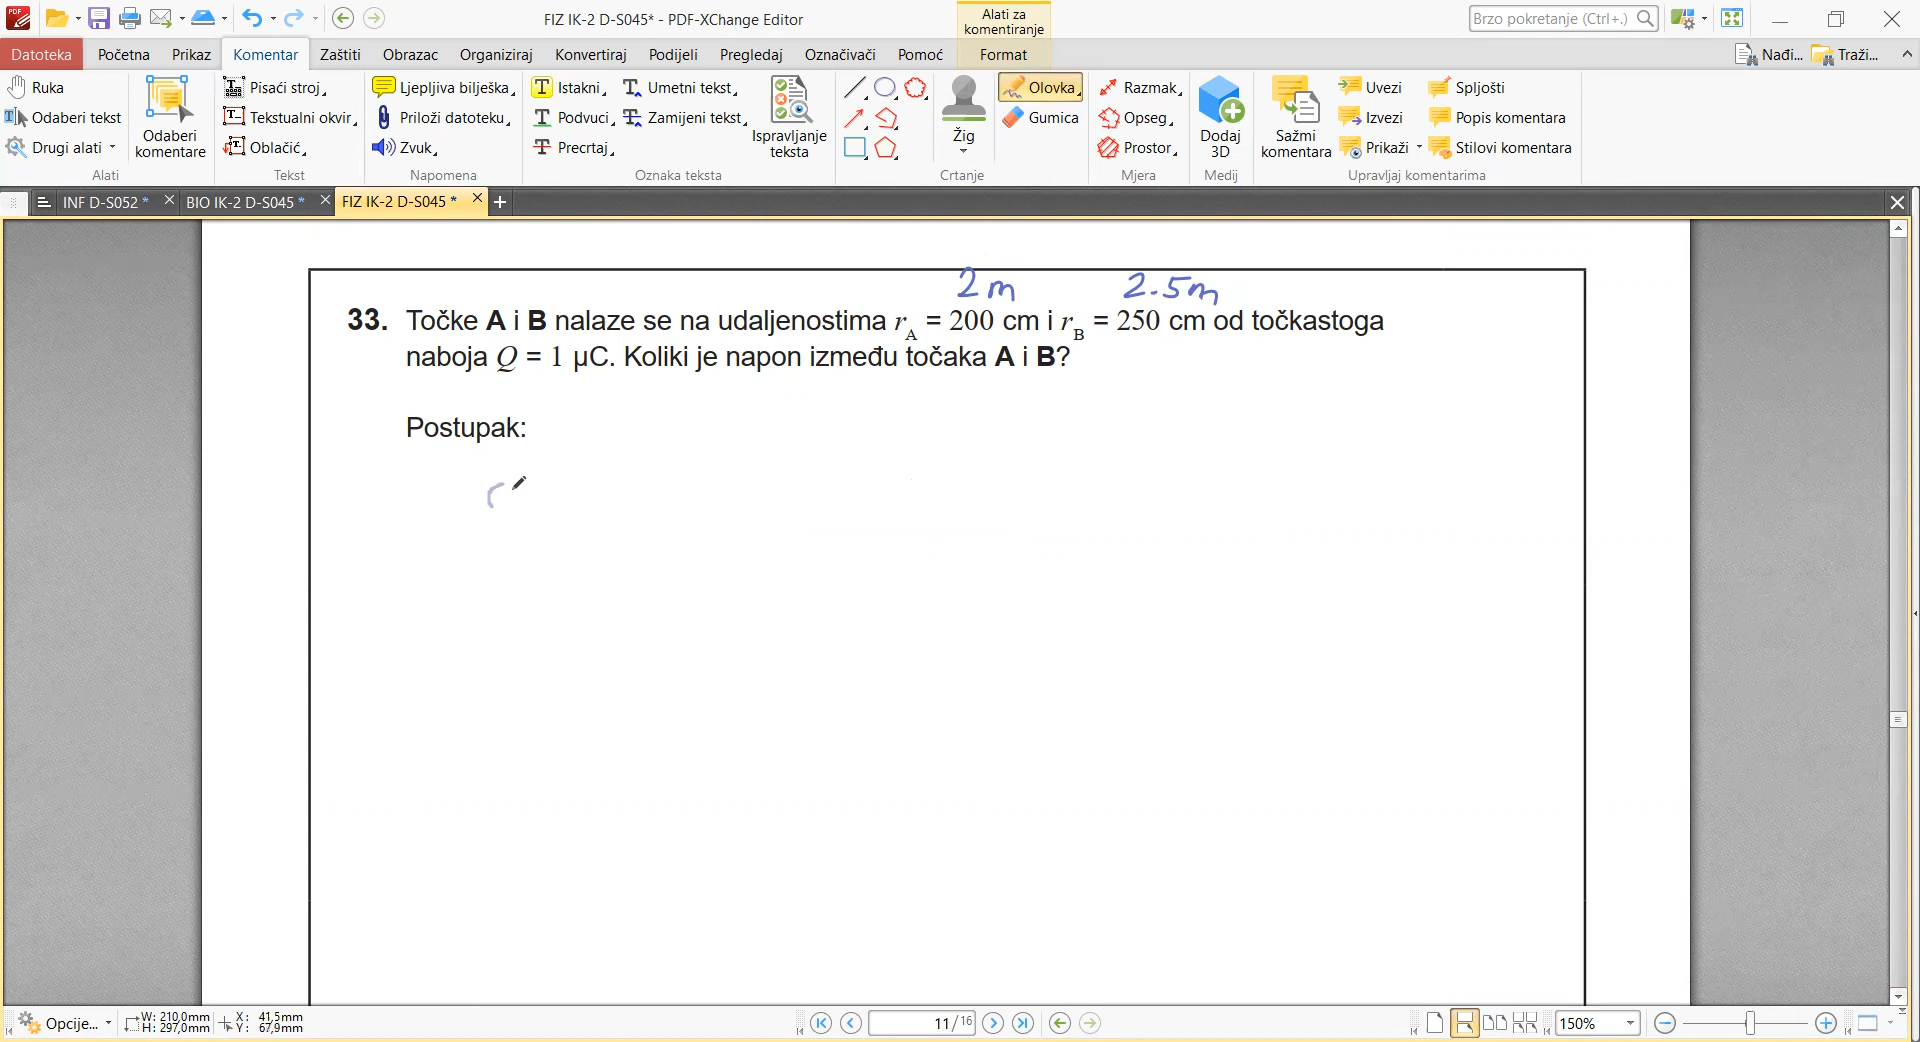 FIZ IK-2 D-S045* - PDF-XChange Editor
Alati za komentiranje
Brzo pokretanje (Ctrl+.)
Datoteka Početna Prikaz Komentar Zaštiti Obrazac Organiziraj Konvertiraj Podijeli Pregledaj Označivači Pomoć Format Nađi... Traži...
Ruka
Odaberi tekst
Drugi alati
Odaberi komentare
Alati
Pisaći stroj
Tekstualni okvir
Oblačić
Tekst
Ljepljiva bilješka
Priloži datoteku
Zvuk
Napomena
Istakni
Podvuci
Precrtaj
Umetni tekst
Zamijeni tekst
Ispravljanje teksta
Oznaka teksta
Žig
Olovka
Gumica
Crtanje
Razmak
Opseg
Prostor
Mjera
Dodaj 3D
Medij
Sažmi komentara
Uvezi
Izvezi
Prikaži
Spljošti
Popis komentara
Stilovi komentara
Upravljaj komentarima
INF D-S052 * BIO IK-2 D-S045 * FIZ IK-2 D-S045 *
2 m 2.5 m
33. Točke A i B nalaze se na udaljenostima rA = 200 cm i rB = 250 cm od točkastoga
naboja Q = 1 μC. Koliki je napon između točaka A i B?
Postupak:
Opcije...
W: 210,0mm
H: 297,0mm
X: 41,5mm
Y: 67,9mm
11 / 16
150%